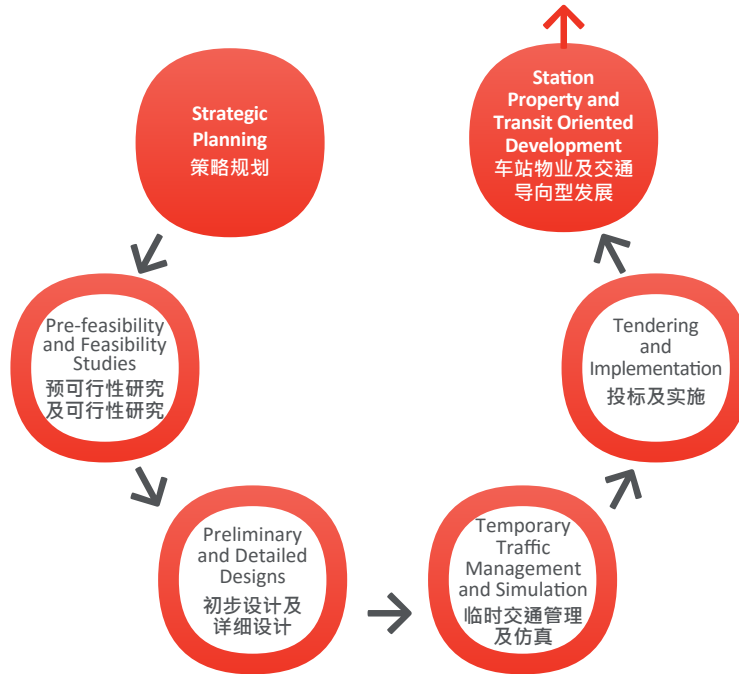 Strategic
Planning
策略规划
Pre-feasibility
and Feasibility
Studies
预可行性研究
及可行性研究
Preliminary
and Detailed
Designs
初步设计及
详细设计
Temporary
Traffic
Management
and Simulation
临时交通管理
及仿真
Tendering
and
Implementation
投标及实施
Station
Property and
Transit Oriented
Development
车站物业及交通
导向型发展